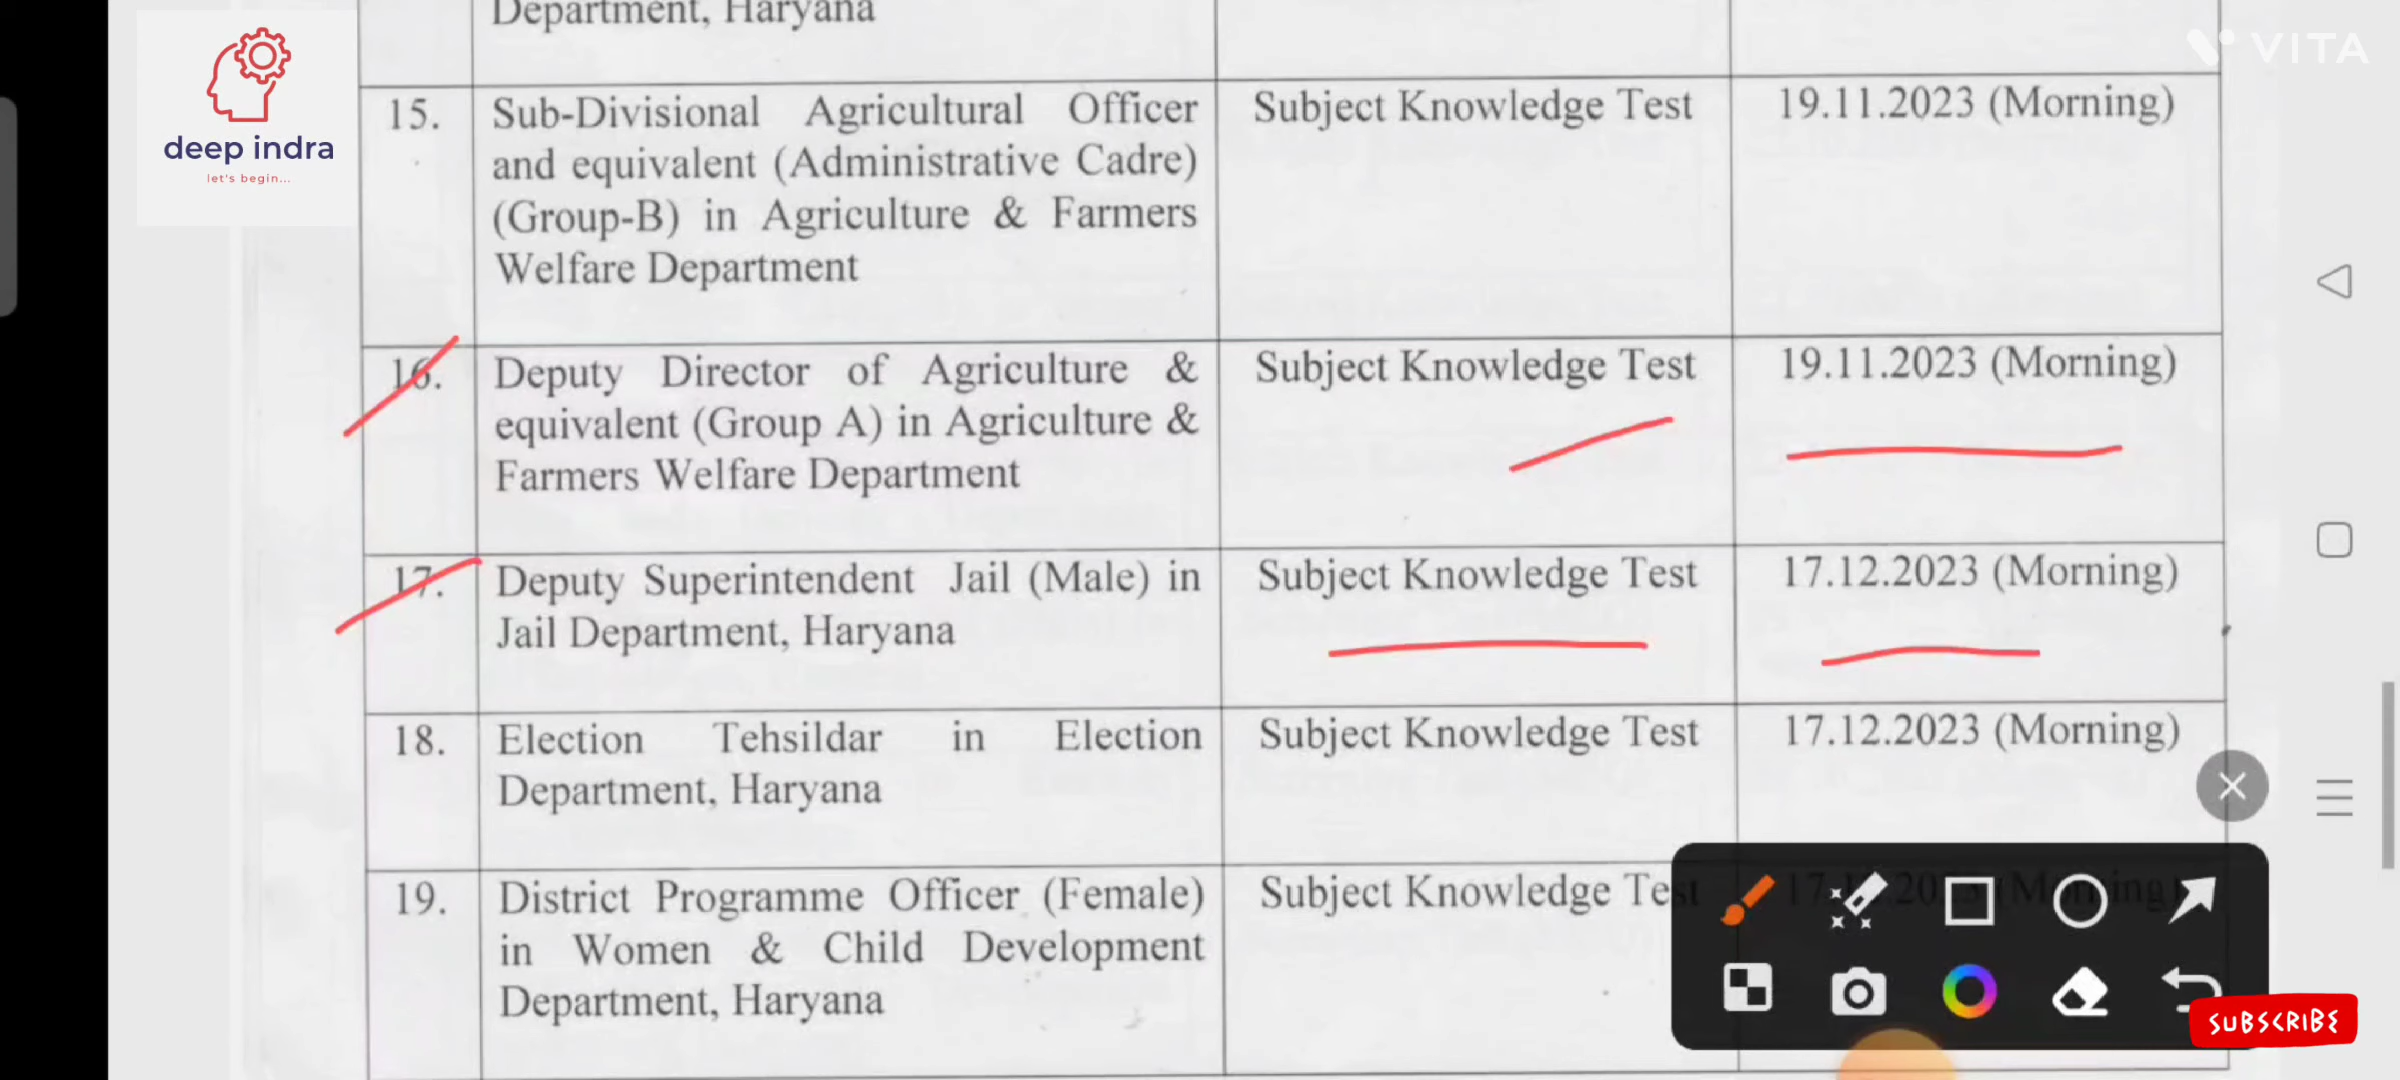 Department, Haryana
deep indra
let's begin...
VITA
15. Sub-Divisional Agricultural Officer Subject Knowledge Test 19.11.2023 (Morning)
and equivalent (Administrative Cadre)
(Group-B) in Agriculture & Farmers
Welfare Department
16. Deputy Director of Agriculture & Subject Knowledge Test 19.11.2023 (Morning)
equivalent (Group A) in Agriculture &
Farmers Welfare Department
17. Deputy Superintendent Jail (Male) in Subject Knowledge Test 17.12.2023 (Morning)
Jail Department, Haryana
18. Election Tehsildar in Election Subject Knowledge Test 17.12.2023 (Morning)
Department, Haryana
19. District Programme Officer (Female) Subject Knowledge Test
in Women & Child Development
Department, Haryana
SUBSCRIBE